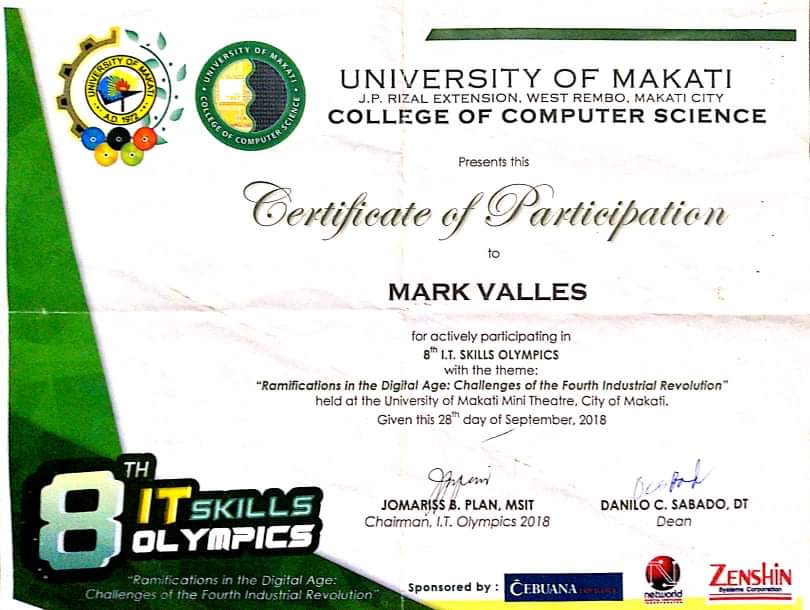 UNIVERSITY OF MAKATI
A.D. 1972
UNIVERSITY OF MAKATI
COLLEGE OF COMPUTER SCIENCE
UNIVERSITY OF MAKATI
J.P. RIZAL EXTENSION, WEST REMBO, MAKATI CITY
COLLEGE OF COMPUTER SCIENCE
Presents this
Certificate of Participation
to
MARK VALLES
for actively participating in
8th I.T. SKILLS OLYMPICS
with the theme:
“Ramifications in the Digital Age: Challenges of the Fourth Industrial Revolution”
held at the University of Makati Mini Theatre, City of Makati.
Given this 28th day of September, 2018
JOMARISS B. PLAN, MSIT
Chairman, I.T. Olympics 2018
DANILO C. SABADO, DT
Dean
8TH
IT SKILLS
OLYMPICS
“Ramifications in the Digital Age:
Challenges of the Fourth Industrial Revolution”
Sponsored by :
CEBUANA
networld
ZENSHIN
Systems Corporation